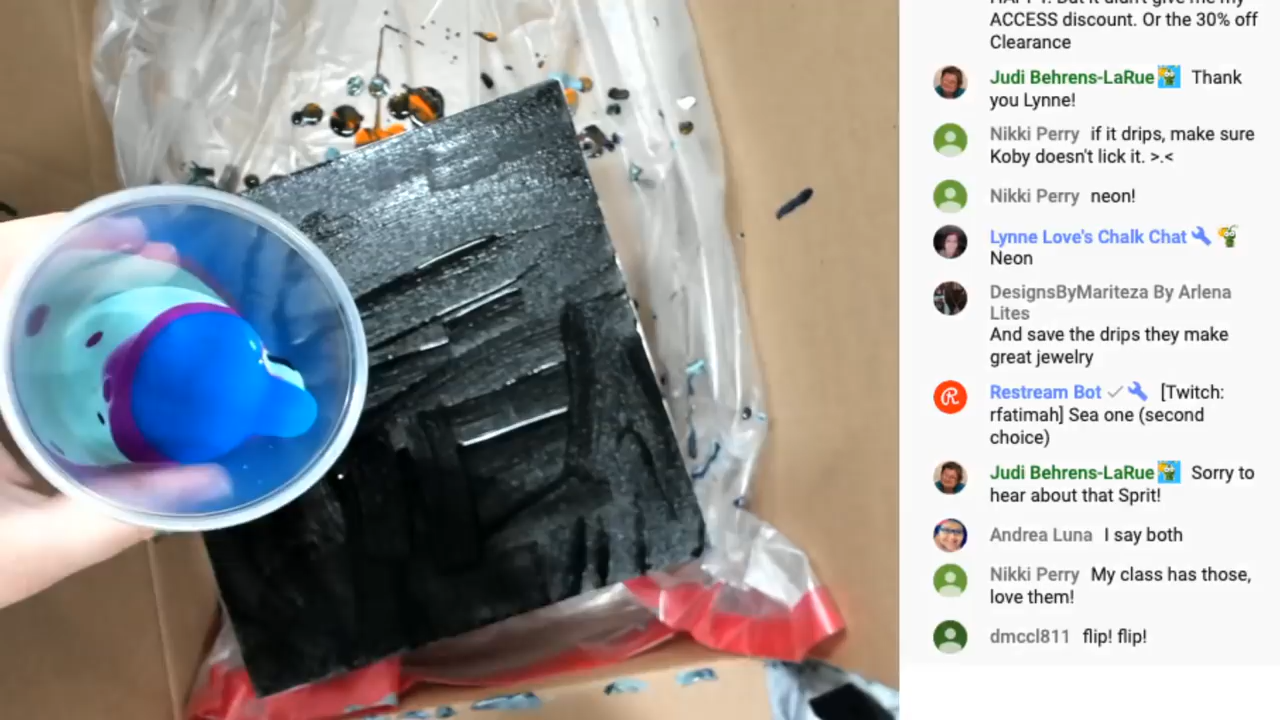 ACCESS discount. Or the 30% off
Clearance
Judi Behrens-LaRue Thank
you Lynne!
Nikki Perry if it drips, make sure
Koby doesn't lick it. >.<
Nikki Perry neon!
Lynne Love's Chalk Chat
Neon
DesignsByMariteza By Arlena
Lites
And save the drips they make
great jewelry
Restream Bot [Twitch:
rfatimah] Sea one (second
choice)
Judi Behrens-LaRue Sorry to
hear about that Sprit!
Andrea Luna I say both
Nikki Perry My class has those,
love them!
dmccl811 flip! flip!